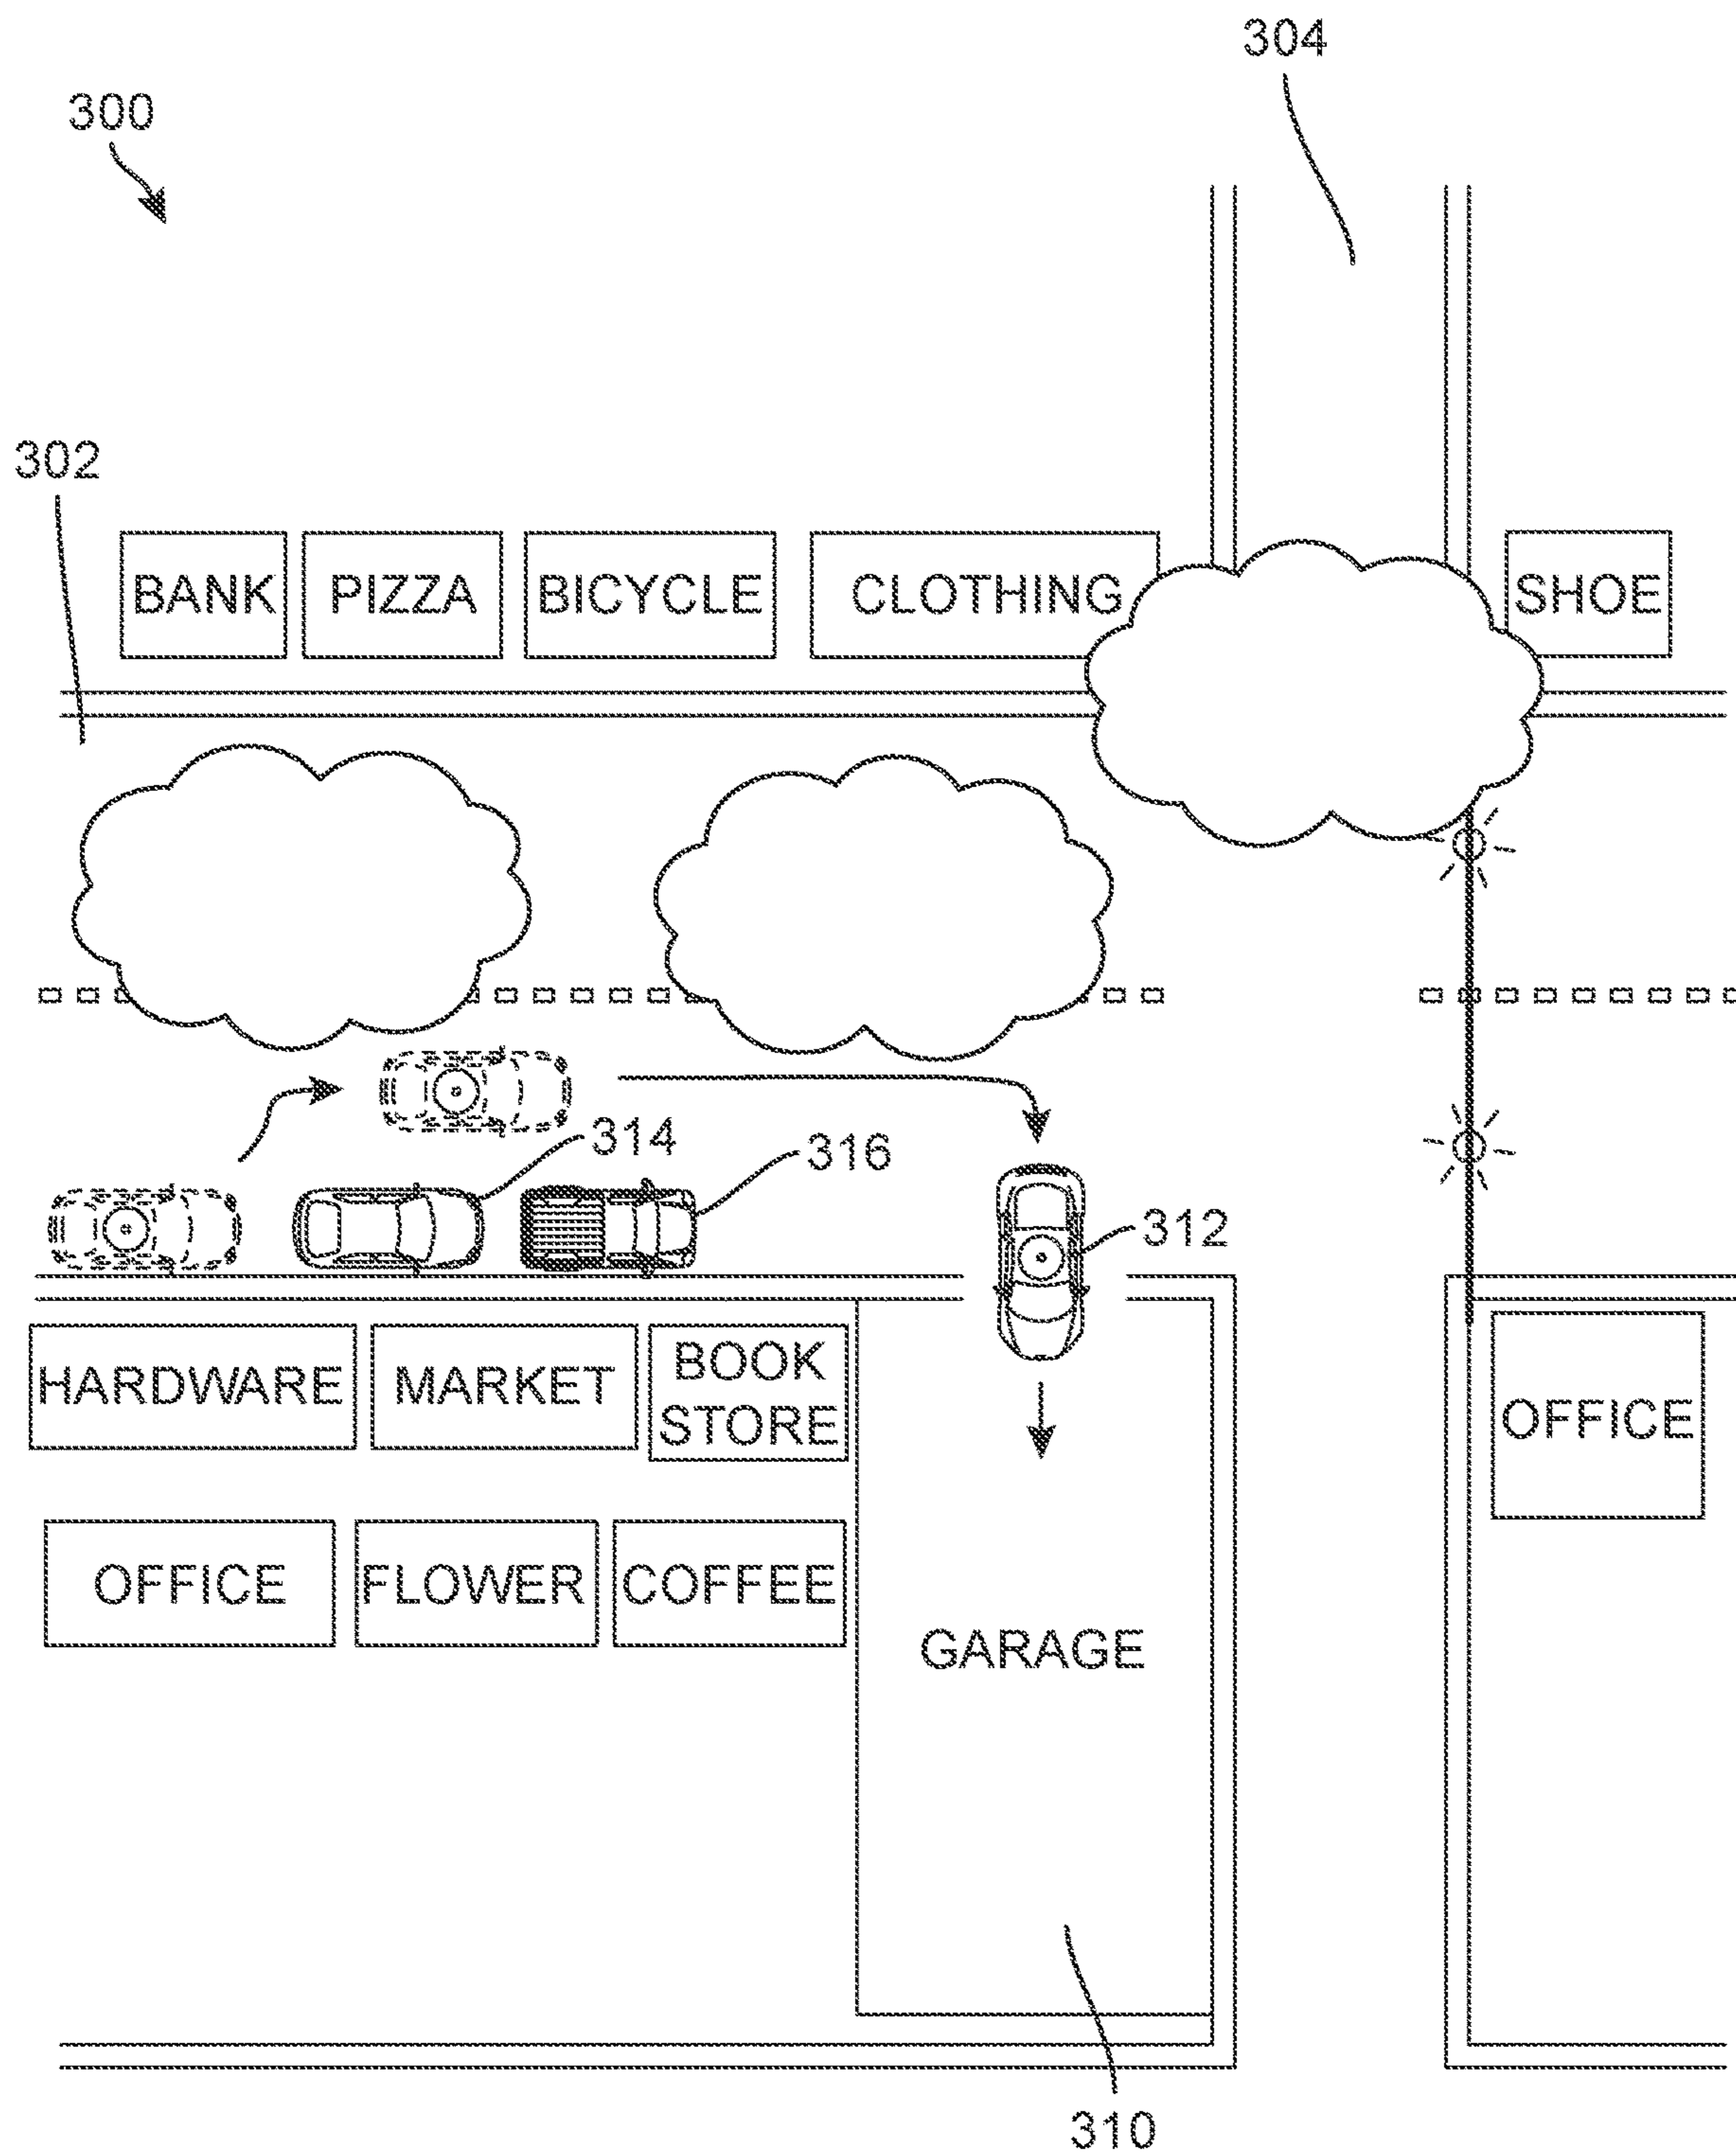 304
300
302
BANK
PIZZA
BICYCLE
CLOTHING
SHOE
314
316
312
HARDWARE
MARKET
BOOK
STORE
OFFICE
OFFICE
FLOWER
COFFEE
GARAGE
310